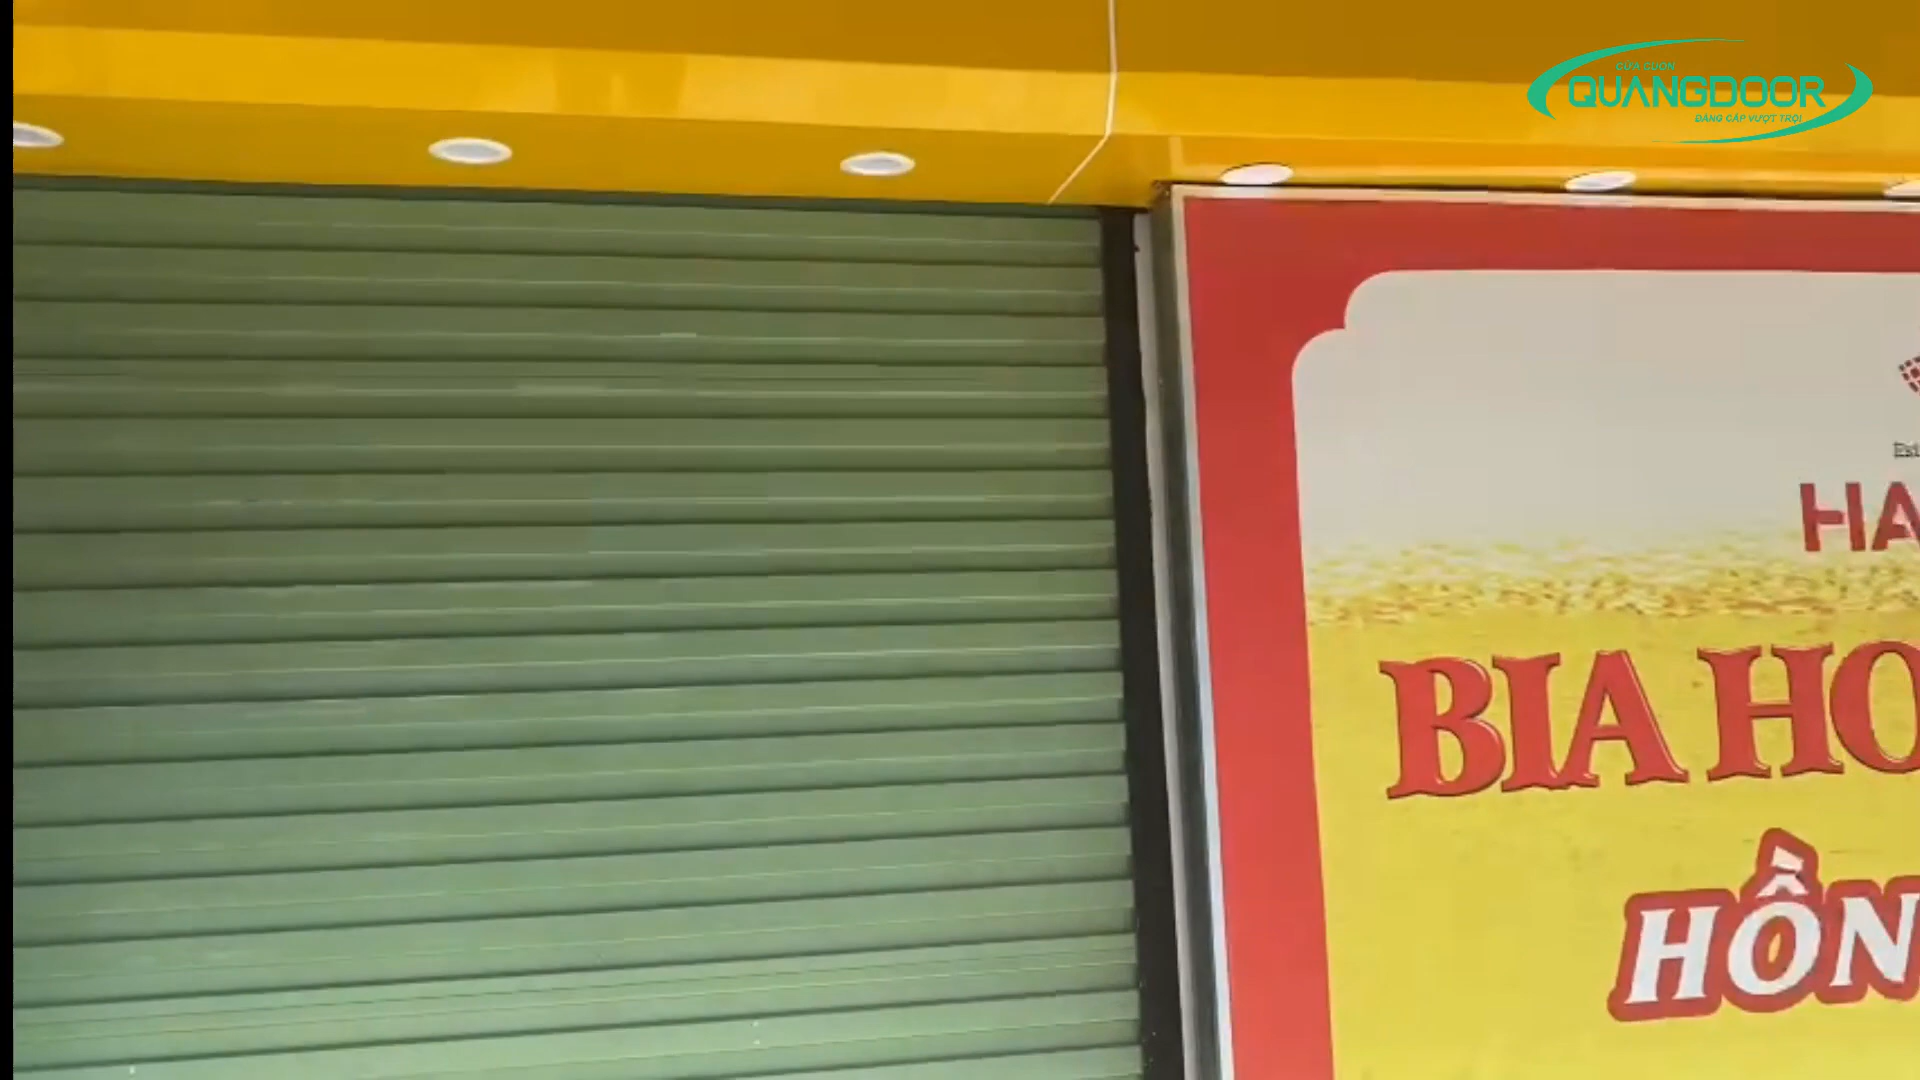 CỬA CUỐN
QUANGDOOR
ĐẲNG CẤP VƯỢT TRỘI
HA
BIA HO
HỒN